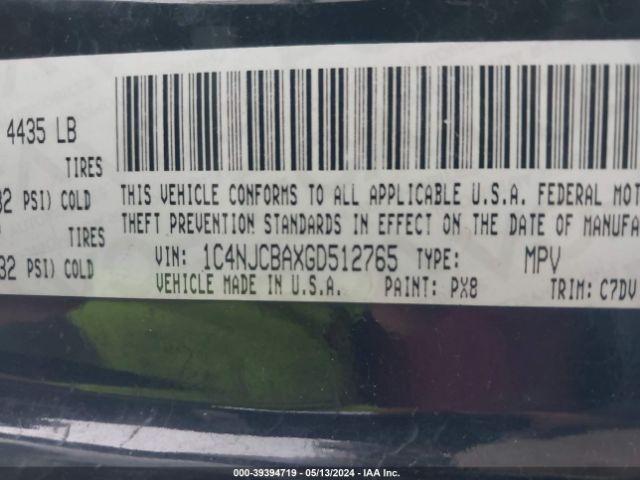 4435 LB
TIRES
32 PSI) COLD
TIRES
32 PSI) COLD
THIS VEHICLE CONFORMS TO ALL APPLICABLE U.S.A. FEDERAL MOT
THEFT PREVENTION STANDARDS IN EFFECT ON THE DATE OF MANUFA
VIN: 1C4NJCBAXGD512765 TYPE: MPV
VEHICLE MADE IN U.S.A. PAINT: PX8 TRIM: C7DV
000-39394719 - 05/13/2024 - IAA Inc.